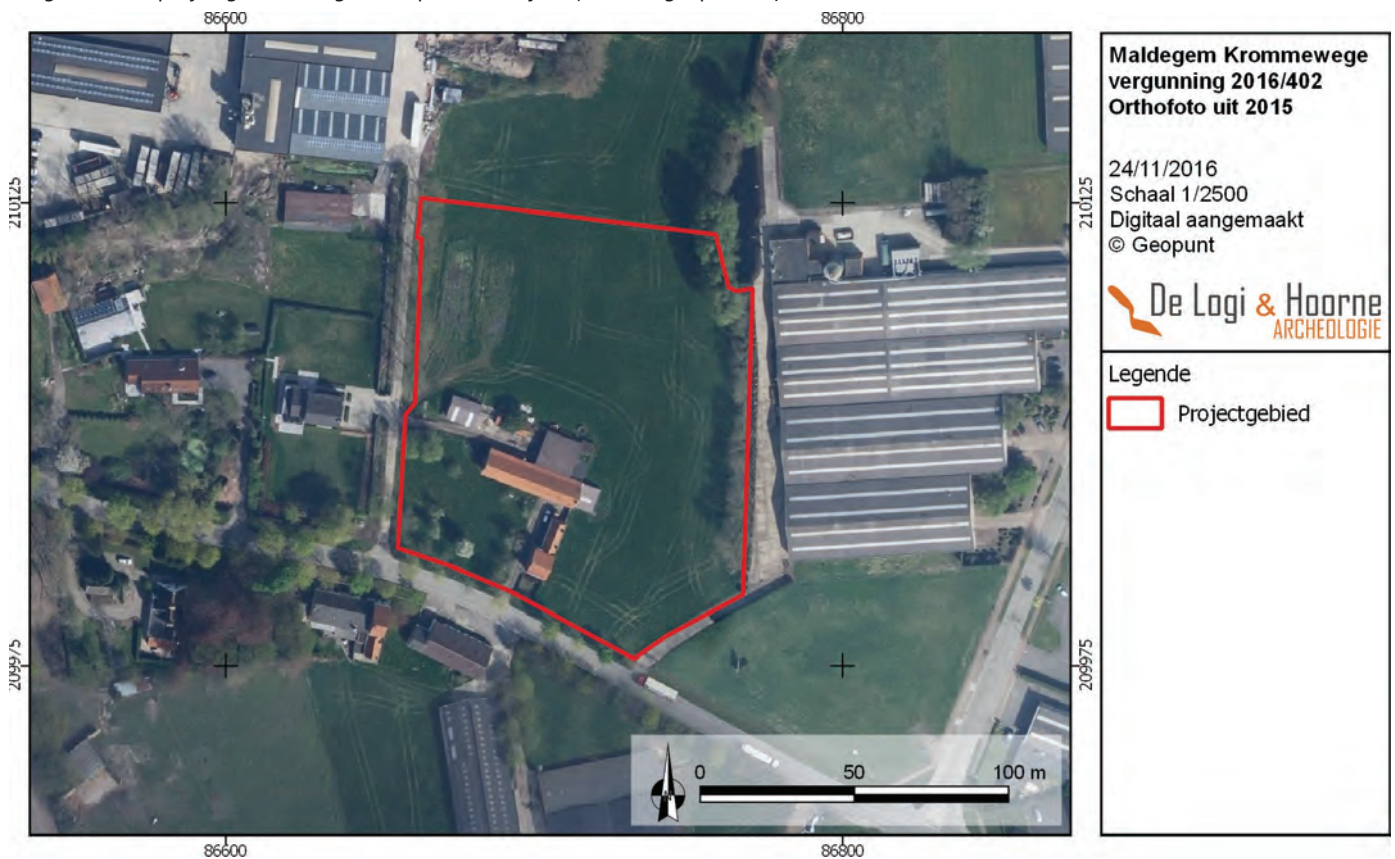 86600
86800
210125
210125
209975
209975
86600
86800
0
50
100 m
Maldegem Krommewege
vergunning 2016/402
Orthofoto uit 2015
24/11/2016
Schaal 1/2500
Digitaal aangemaakt
© Geopunt
De Logi & Hoorne
ARCHEOLOGIE
Legende
Projectgebied